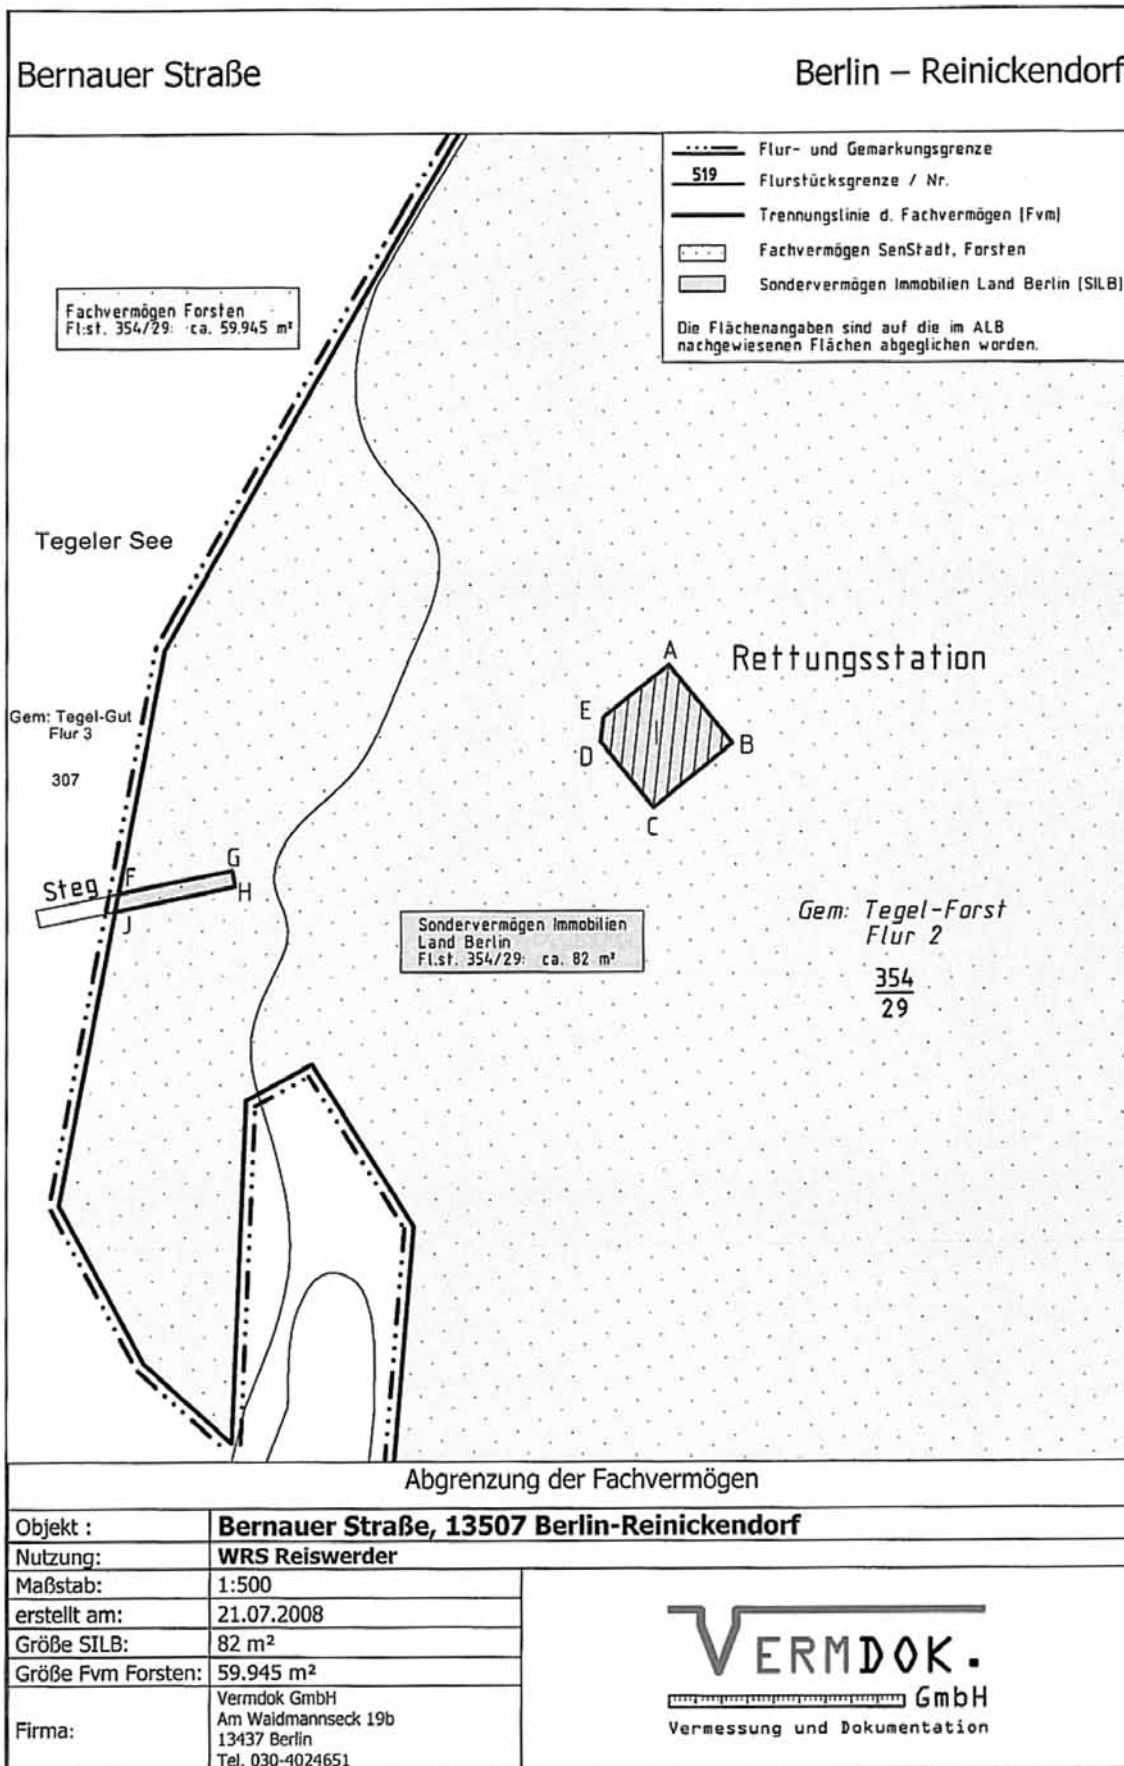 Bernauer Straße
Berlin – Reinickendorf
Flur- und Gemarkungsgrenze
519
Flurstücksgrenze / Nr.
Trennungslinie d. Fachvermögen (Fvm)
Fachvermögen SenStadt, Forsten
Sondervermögen Immobilien Land Berlin (SILB)
Die Flächenangaben sind auf die im ALB
nachgewiesenen Flächen abgeglichen worden.
Fachvermögen Forsten
Fl.st. 354/29: ca. 59.945 m²
Tegeler See
Rettungsstation
A
E
B
D
C
Gem: Tegel-Gut
Flur 3
307
G
F
Steg
H
J
Sondervermögen Immobilien
Land Berlin
Fl.st. 354/29: ca. 82 m²
Gem: Tegel-Forst
Flur 2
354
29
Abgrenzung der Fachvermögen
Objekt : Bernauer Straße, 13507 Berlin-Reinickendorf
Nutzung: WRS Reiswerder
Maßstab: 1:500
erstellt am: 21.07.2008
Größe SILB: 82 m²
Größe Fvm Forsten: 59.945 m²
Firma:
Vermdok GmbH
Am Waidmannseck 19b
13437 Berlin
Tel. 030-4024651
VERMDOK.
GmbH
Vermessung und Dokumentation